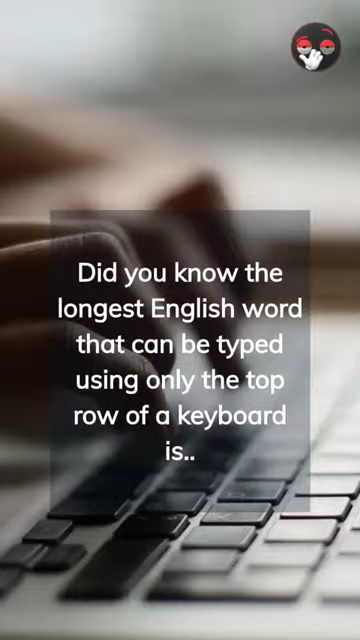 Did you know the
longest English word
that can be typed
using only the top
row of a keyboard
is..